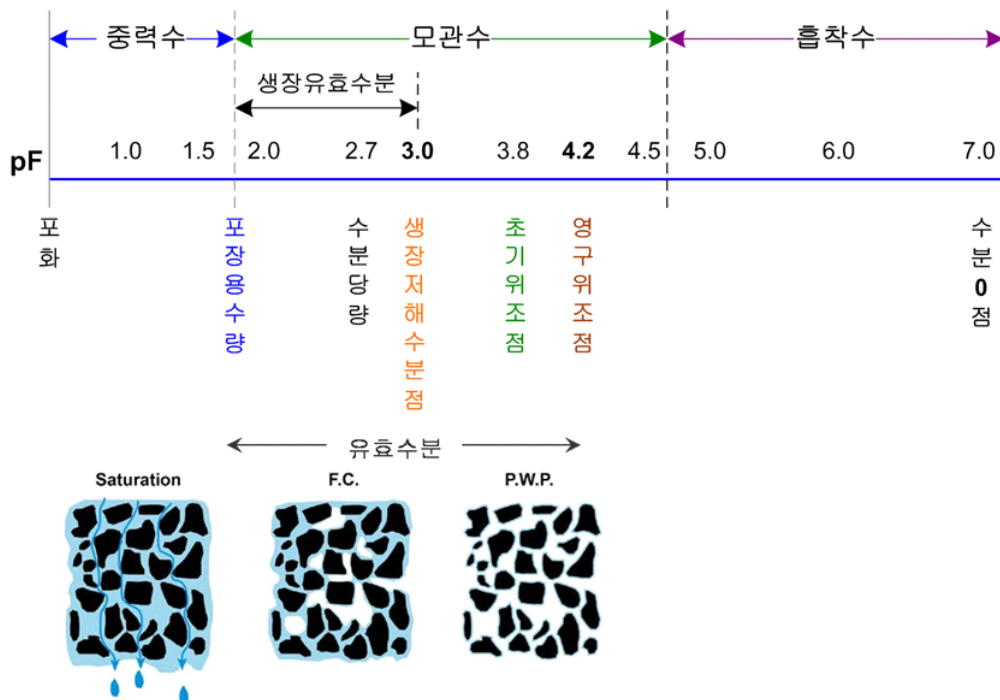 중력수 모관수 흡착수
생장유효수분
pF 1.0 1.5 2.0 2.7 3.0 3.8 4.2 4.5 5.0 6.0 7.0
포화
포장용수량
수분당량
생장저해수분점
초기위조점
영구위조점
수분0점
유효수분
Saturation F.C. P.W.P.